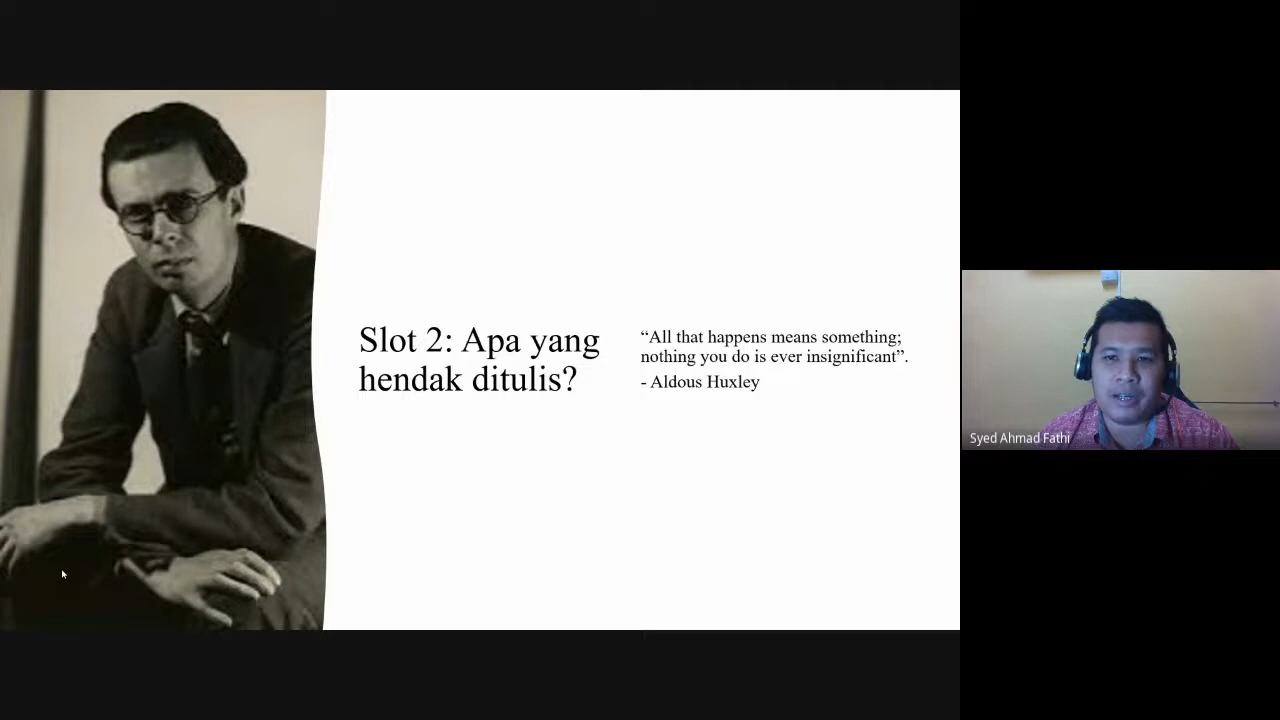 Slot 2: Apa yang
hendak ditulis?
“All that happens means something;
nothing you do is ever insignificant”.
- Aldous Huxley
Syed Ahmad Fathi